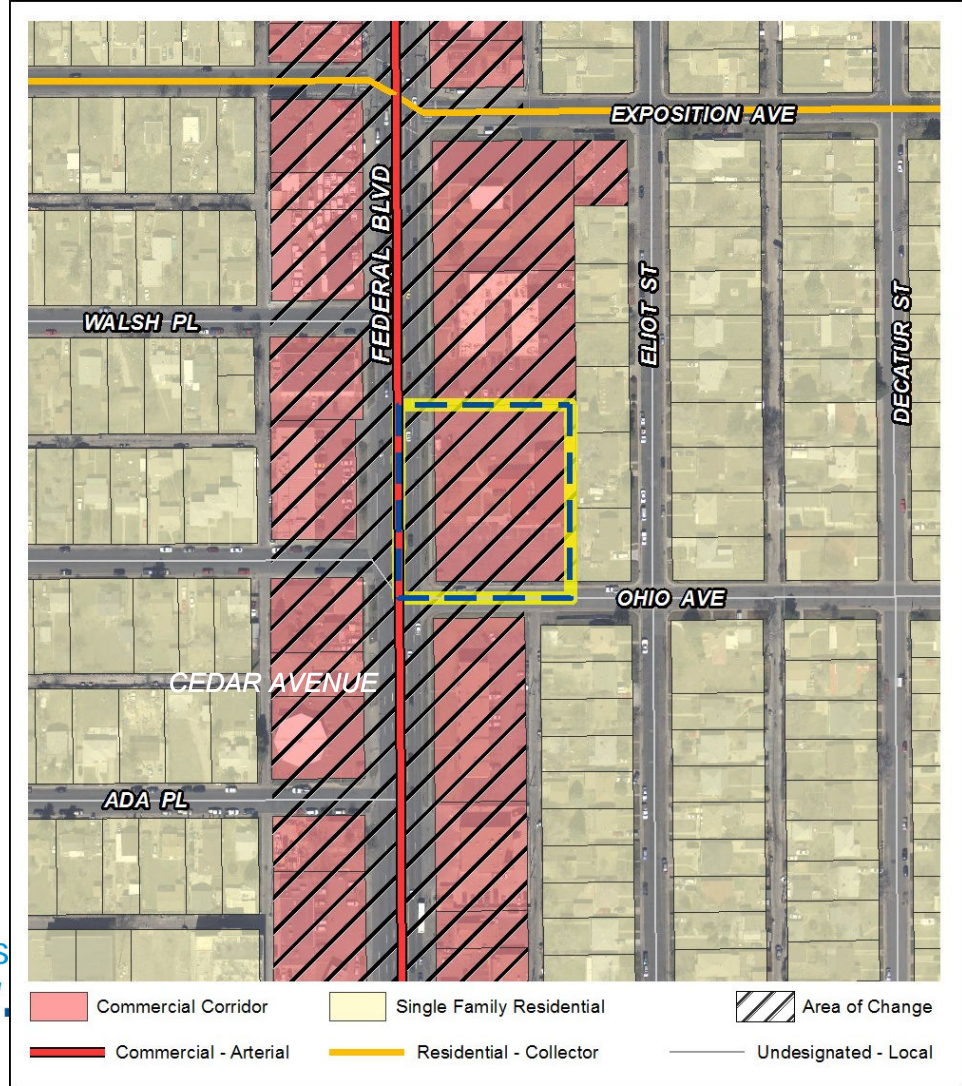 EXPOSITION AVE
FEDERAL BLVD
WALSH PL
ELIOT ST
DECATUR ST
OHIO AVE
CEDAR AVENUE
ADA PL
Commercial Corridor
Single Family Residential
Area of Change
Commercial - Arterial
Residential - Collector
Undesignated - Local